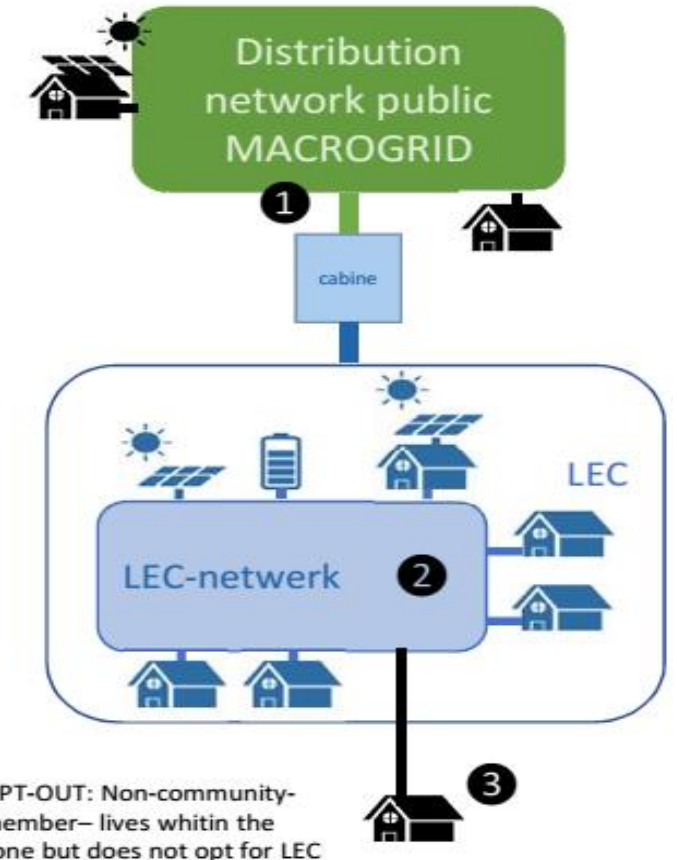 Distribution
network public
MACROGRID
1
cabine
LEC
LEC-netwerk
2
3
PT-OUT: Non-community-
member– lives whitin the
one but does not opt for LEC